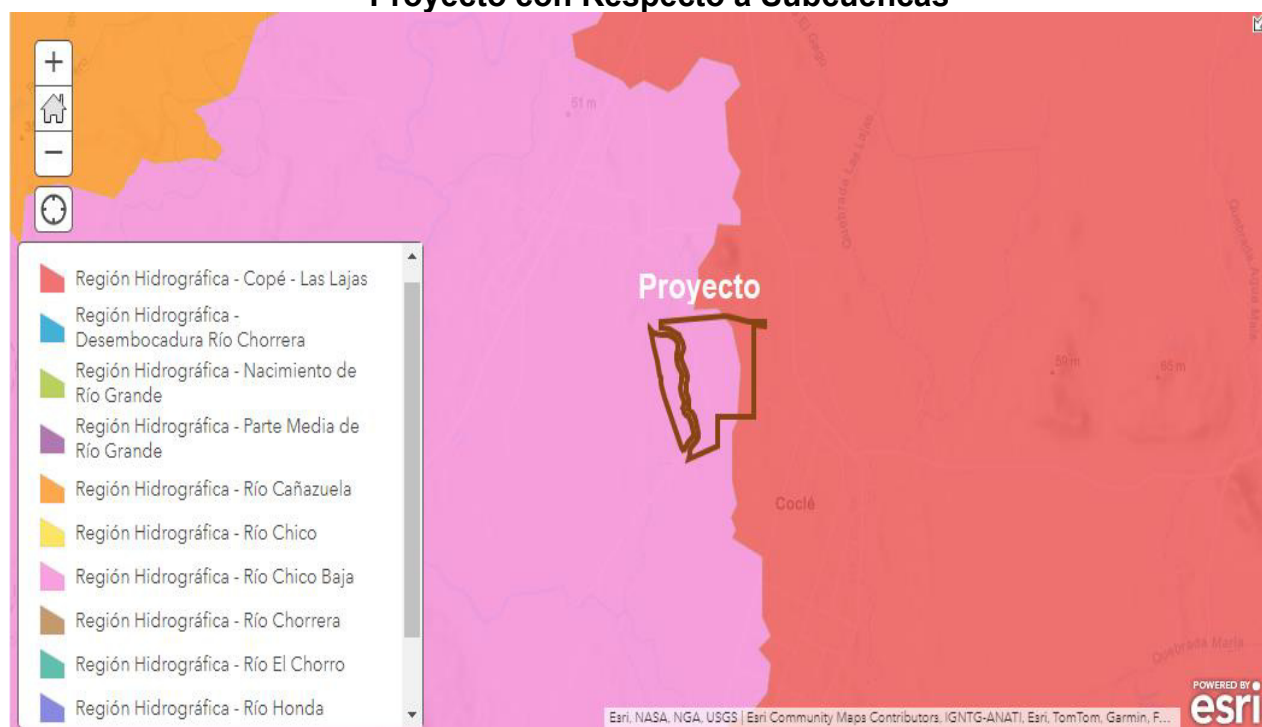 Proyecto con Respecto a Subcuencas
+
−
Región Hidrográfica - Copé - Las Lajas
Región Hidrográfica -
Desembocadura Río Chorrera
Región Hidrográfica - Nacimiento de
Río Grande
Región Hidrográfica - Parte Media de
Río Grande
Región Hidrográfica - Río Cañazuela
Región Hidrográfica - Río Chico
Región Hidrográfica - Río Chico Baja
Región Hidrográfica - Río Chorrera
Región Hidrográfica - Río El Chorro
Región Hidrográfica - Río Honda
51 m
Quebrada Las Lajas
Proyecto
59 m
65 m
Coclé
Quebrada María
Esri, NASA, NGA, USGS | Esri Community Maps Contributors, IGNTG-ANATI, Esri, TomTom, Garmin, F...
POWERED BY
esri